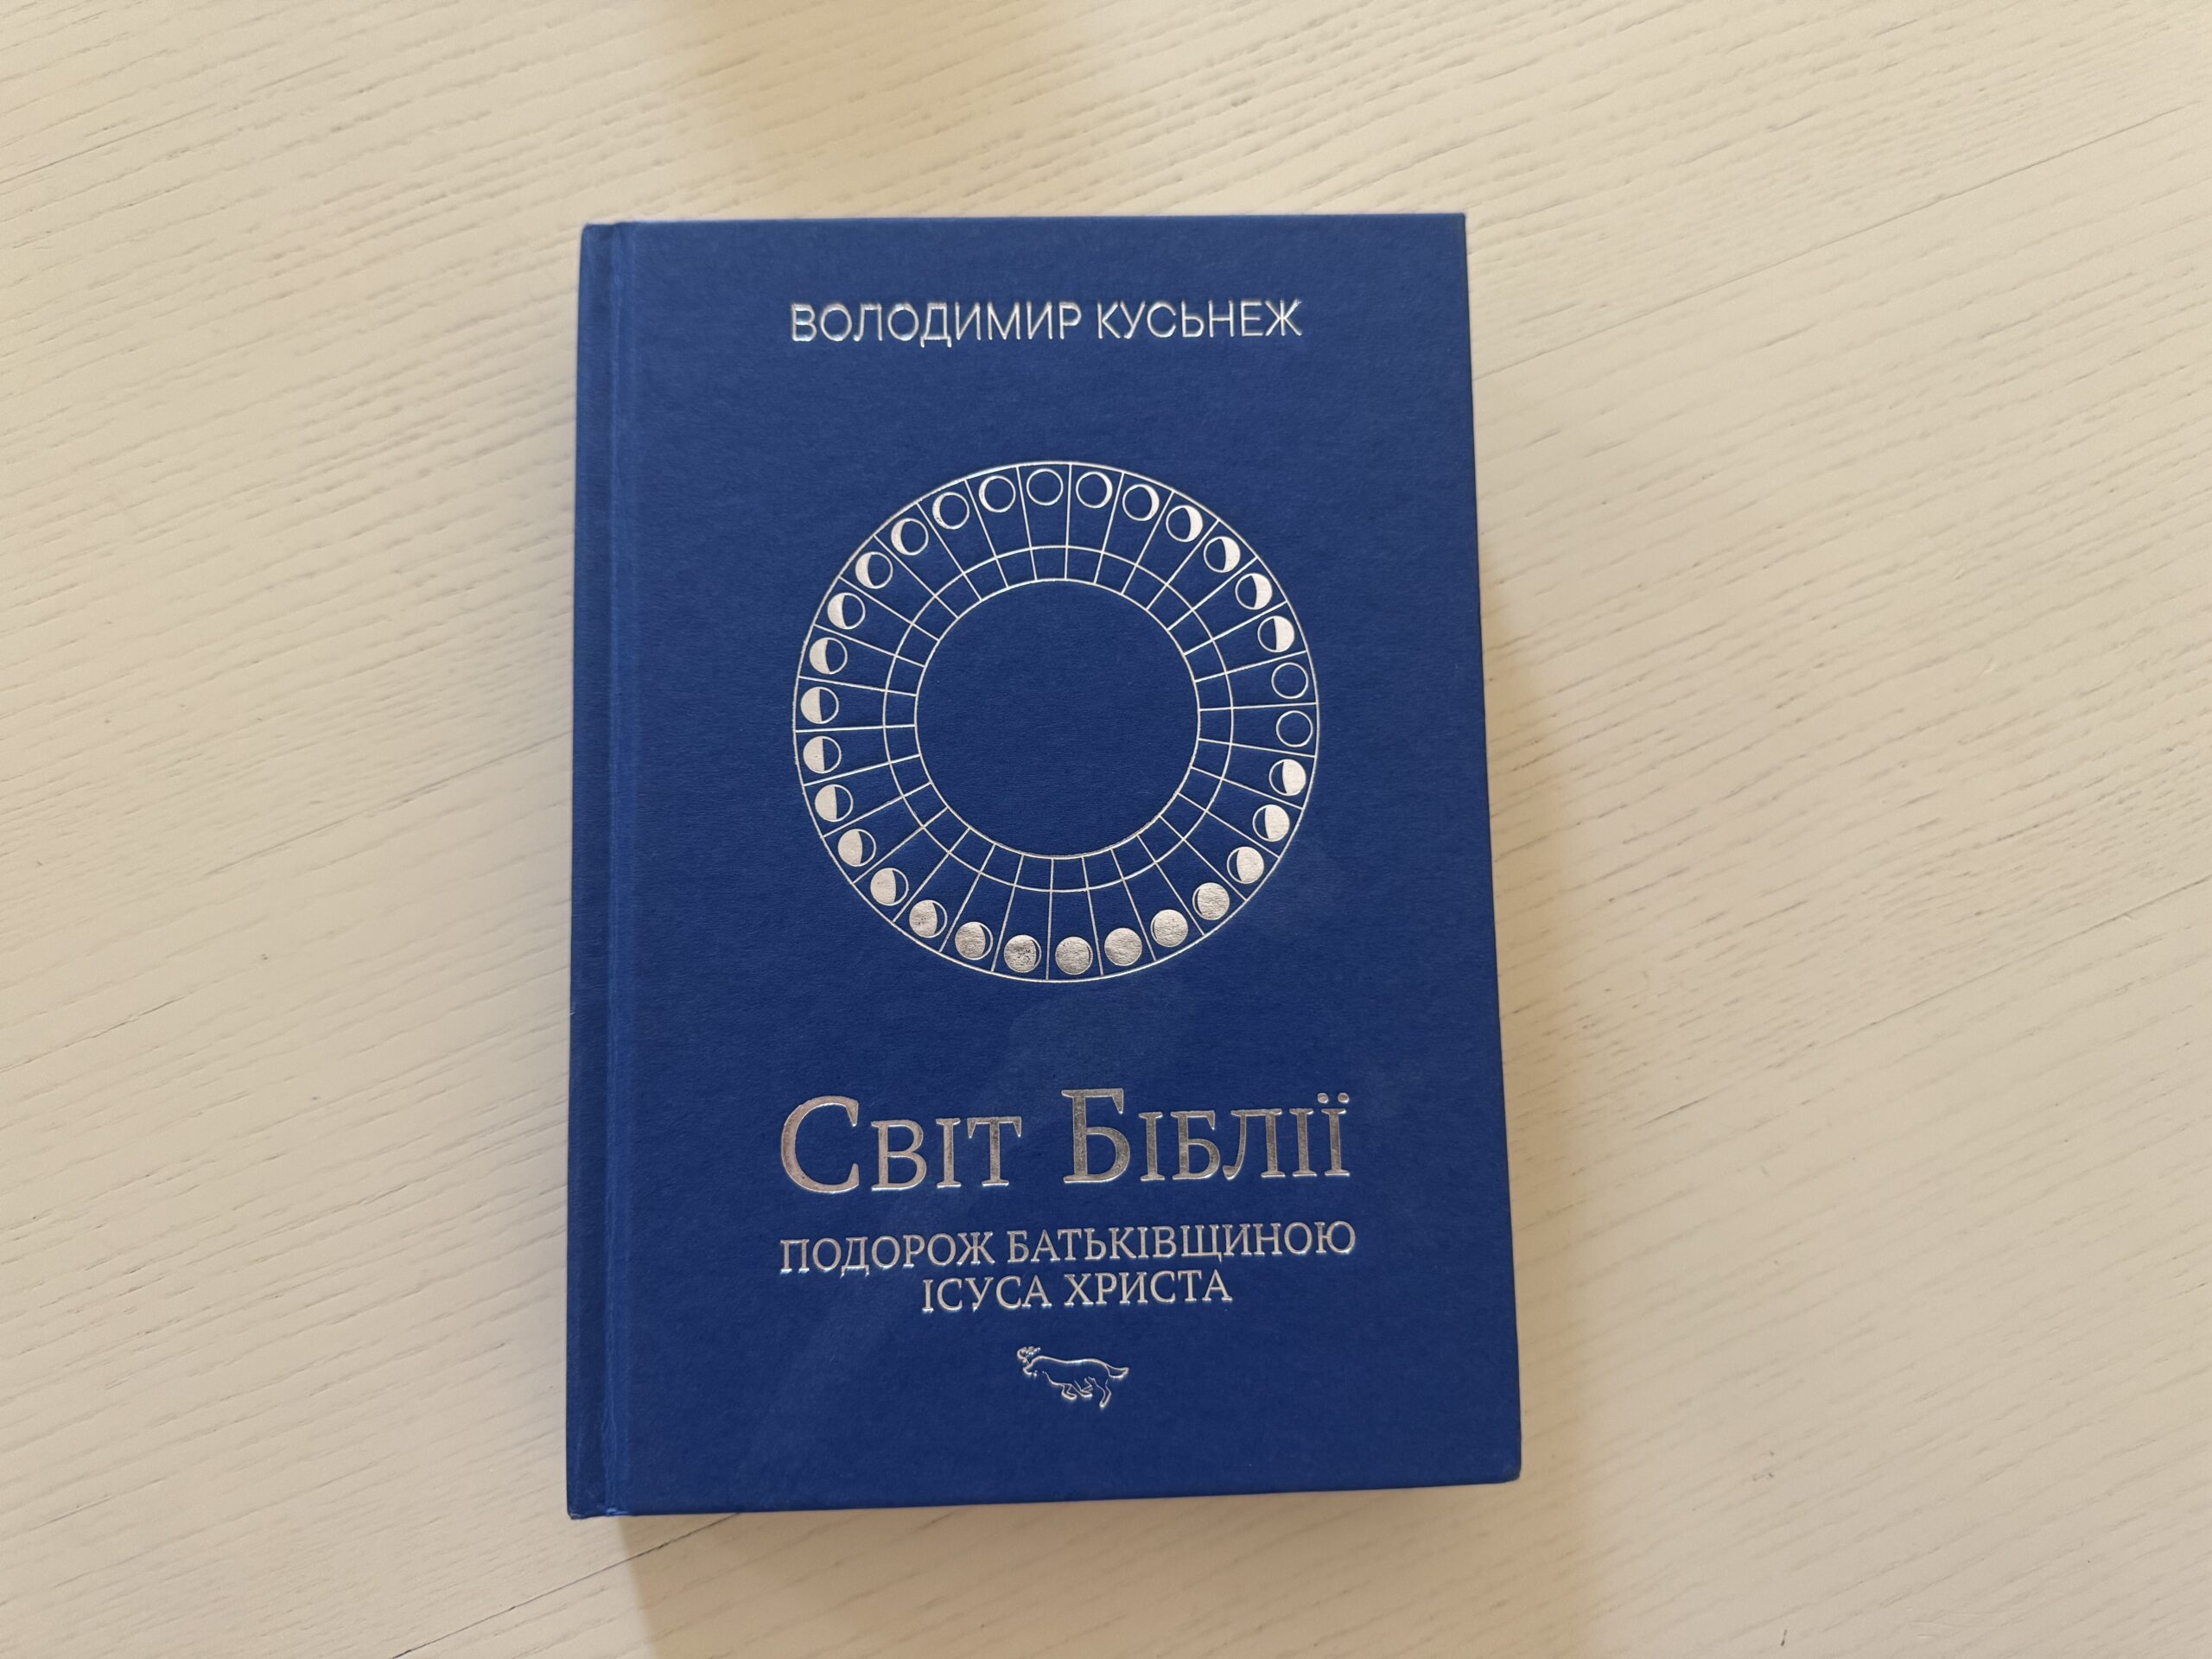 ВОЛОДИМИР КУСЬНЕЖ
СВІТ БІБЛІЇ
ПОДОРОЖ БАТЬКІВЩИНОЮ
ІСУСА ХРИСТА